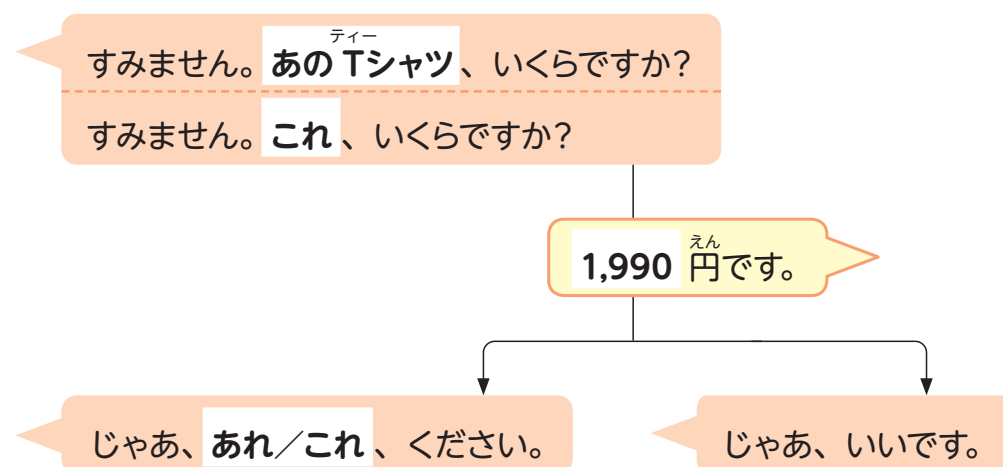 ティー
すみません。あの Tシャツ、いくらですか?
すみません。これ、いくらですか?
えん
1,990 円です。
じゃあ、あれ/これ、ください。
じゃあ、いいです。